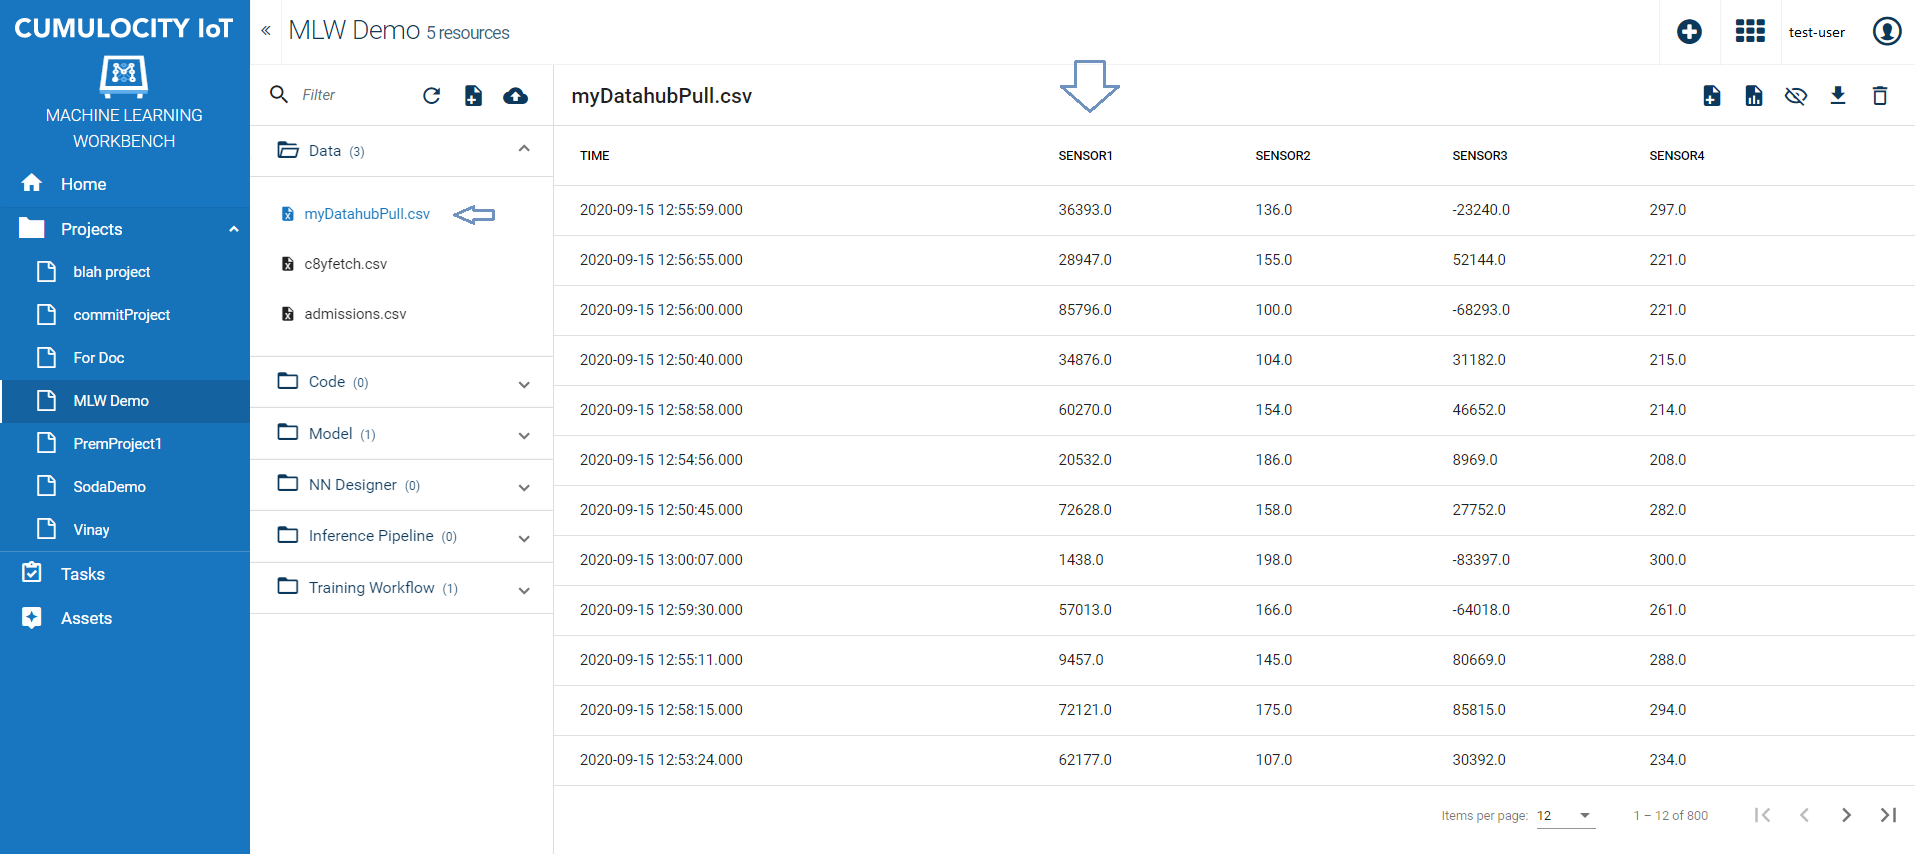 CUMULOCITY IoT
MACHINE LEARNING
WORKBENCH
Home
Projects
blah project
commitProject
For Doc
MLW Demo
PremProject1
SodaDemo
Vinay
Tasks
Assets
« MLW Demo 5 resources
test-user
Filter
Data (3)
myDatahubPull.csv
c8yfetch.csv
admissions.csv
Code (0)
Model (1)
NN Designer (0)
Inference Pipeline (0)
Training Workflow (1)
myDatahubPull.csv
TIME SENSOR1 SENSOR2 SENSOR3 SENSOR4
2020-09-15 12:55:59.000 36393.0 136.0 -23240.0 297.0
2020-09-15 12:56:55.000 28947.0 155.0 52144.0 221.0
2020-09-15 12:56:00.000 85796.0 100.0 -68293.0 221.0
2020-09-15 12:50:40.000 34876.0 104.0 31182.0 215.0
2020-09-15 12:58:58.000 60270.0 154.0 46652.0 214.0
2020-09-15 12:54:56.000 20532.0 186.0 8969.0 208.0
2020-09-15 12:50:45.000 72628.0 158.0 27752.0 282.0
2020-09-15 13:00:07.000 1438.0 198.0 -83397.0 300.0
2020-09-15 12:59:30.000 57013.0 166.0 -64018.0 261.0
2020-09-15 12:55:11.000 9457.0 145.0 80669.0 288.0
2020-09-15 12:58:15.000 72121.0 175.0 85815.0 294.0
2020-09-15 12:53:24.000 62177.0 107.0 30392.0 234.0
Items per page: 12 1 – 12 of 800